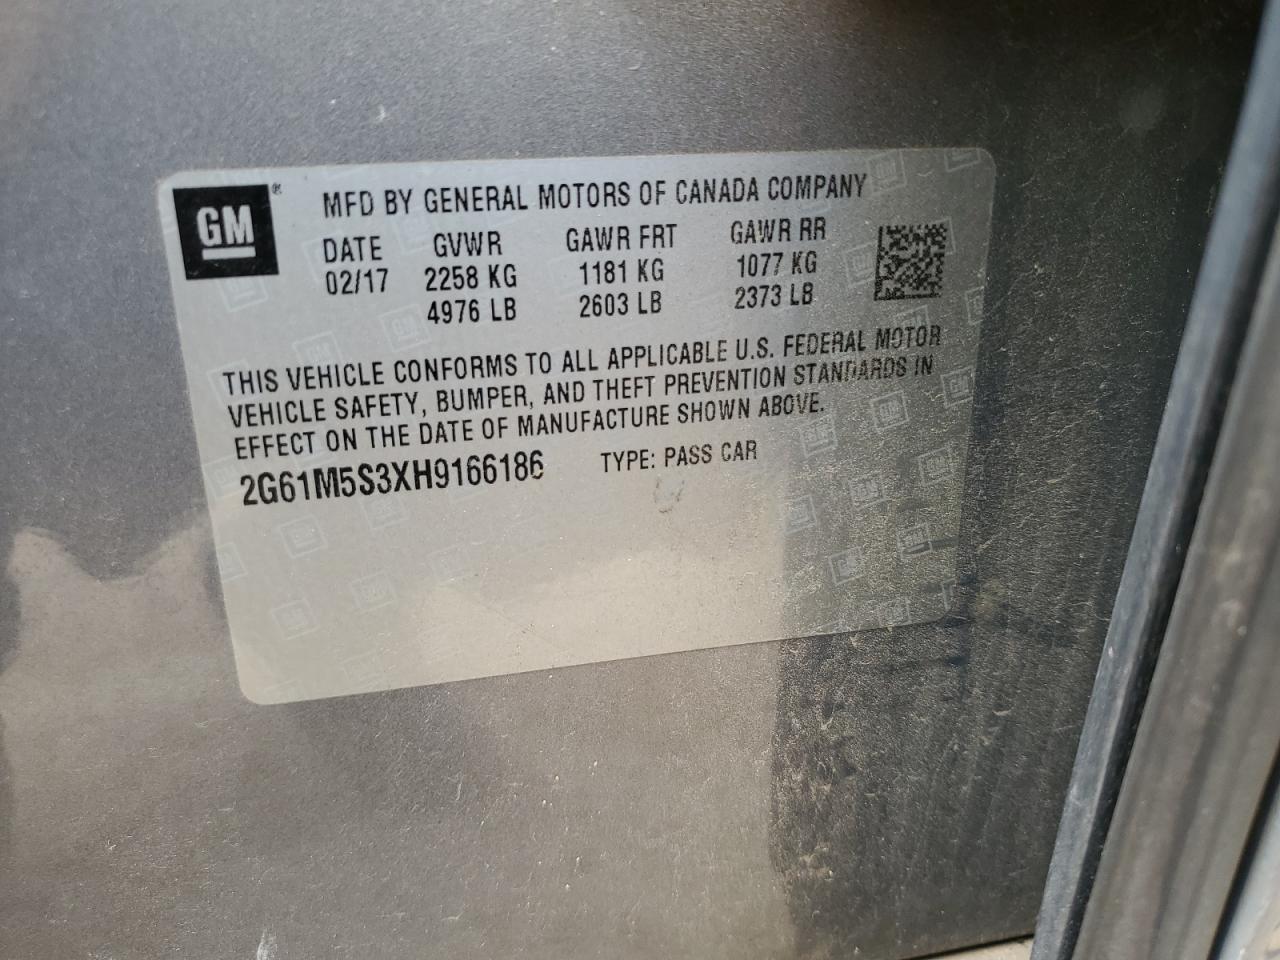 GM ®
MFD BY GENERAL MOTORS OF CANADA COMPANY
DATE GVWR GAWR FRT GAWR RR
02/17 2258 KG 1181 KG 1077 KG
4976 LB 2603 LB 2373 LB
THIS VEHICLE CONFORMS TO ALL APPLICABLE U.S. FEDERAL MOTOR
VEHICLE SAFETY, BUMPER, AND THEFT PREVENTION STANDARDS IN
EFFECT ON THE DATE OF MANUFACTURE SHOWN ABOVE.
2G61M5S3XH9166186 TYPE: PASS CAR